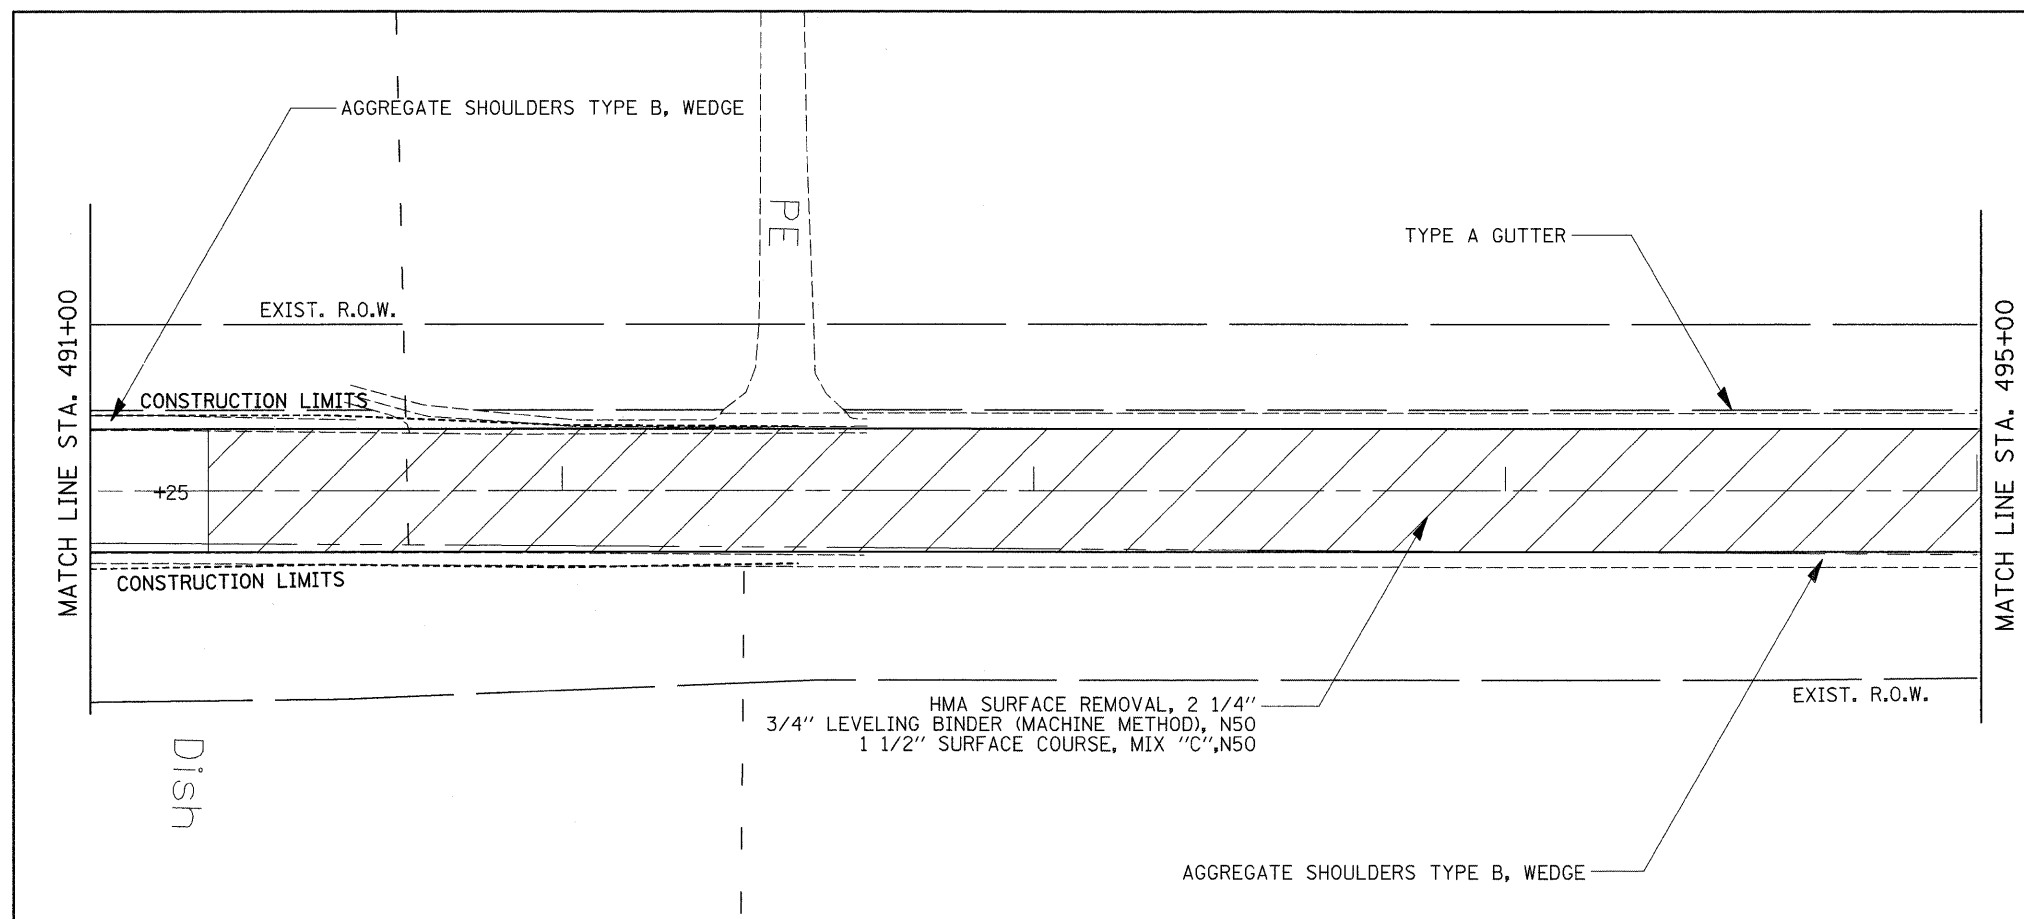 AGGREGATE SHOULDERS TYPE B, WEDGE
PE
TYPE A GUTTER
EXIST. R.O.W.
MATCH LINE STA. 491+00
MATCH LINE STA. 495+00
CONSTRUCTION LIMITS
+25
CONSTRUCTION LIMITS
EXIST. R.O.W.
HMA SURFACE REMOVAL, 2 1/4"
3/4" LEVELING BINDER (MACHINE METHOD), N50
1 1/2" SURFACE COURSE, MIX "C",N50
Dish
AGGREGATE SHOULDERS TYPE B, WEDGE